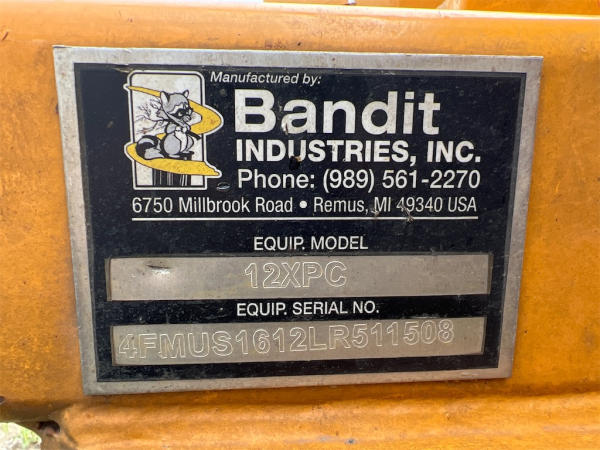 Manufactured by:
Bandit
INDUSTRIES, INC.
Phone: (989) 561-2270
6750 Millbrook Road • Remus, MI 49340 USA
EQUIP. MODEL
12XPC
EQUIP. SERIAL NO.
4FMUS1612LR511508